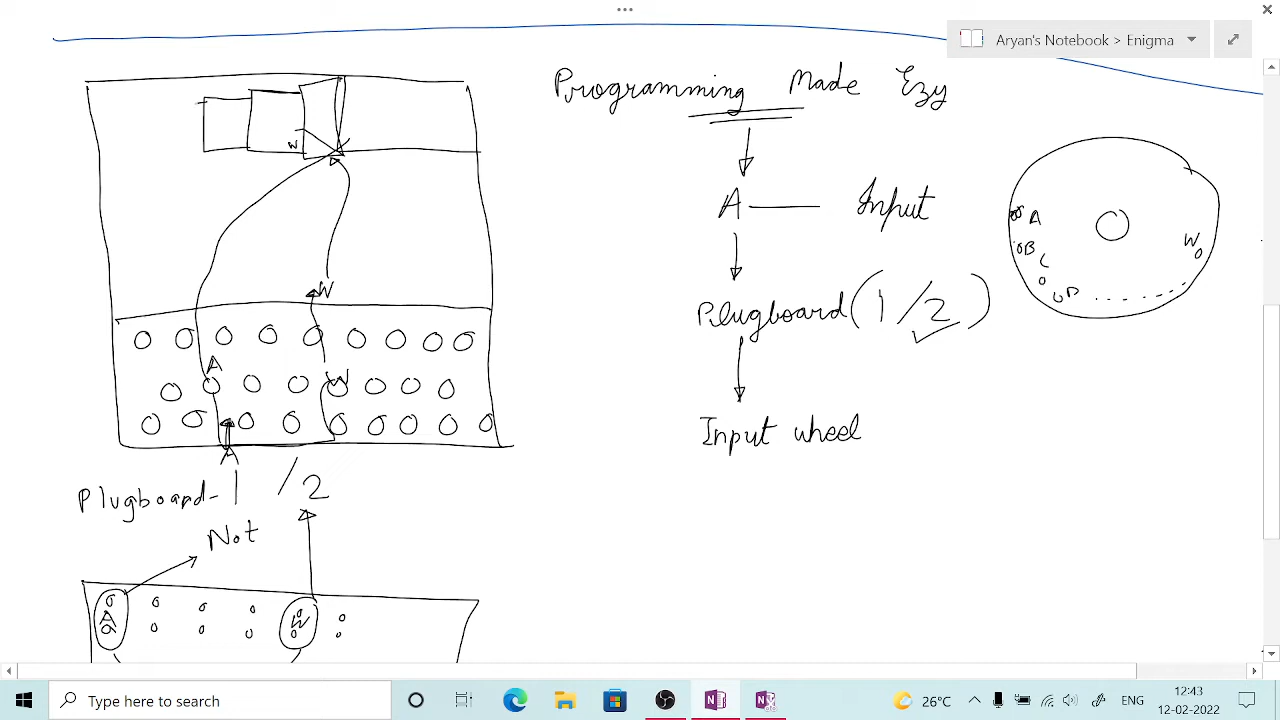 Aryan's Notebook > Enigma
Programming Made Ezy
A Input
Plugboard (1/2)
Input wheel
A
B
C
D
W
W
W
A
W
A
Plugboard - 1 / 2
Not
A
W
Type here to search
26°C
ENG
12:43
12-02-2022